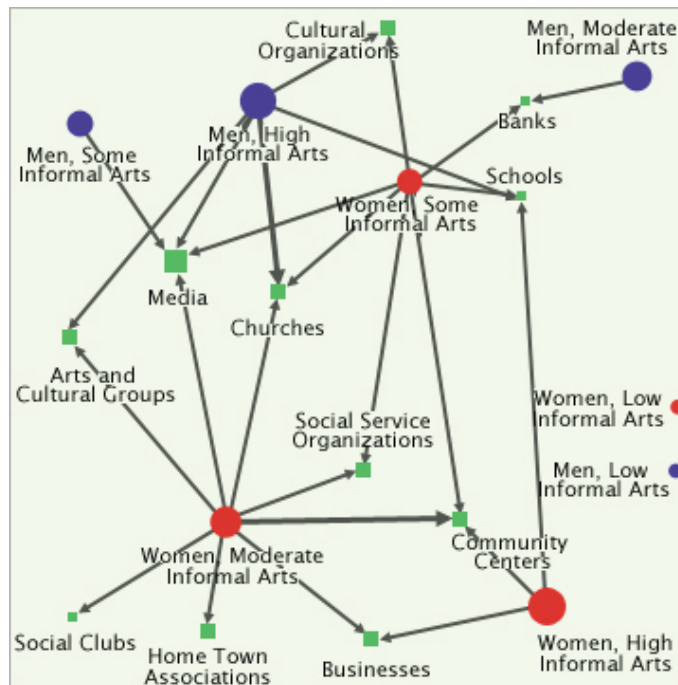 Cultural
Organizations
Men, Moderate
Informal Arts
Banks
Men, High
Informal Arts
Men, Some
Informal Arts
Schools
Women, Some
Informal Arts
Media
Churches
Arts and
Cultural Groups
Women, Low
Informal Arts
Social Service
Organizations
Men, Low
Informal Arts
Women, Moderate
Informal Arts
Community
Centers
Social Clubs
Home Town
Associations
Businesses
Women, High
Informal Arts